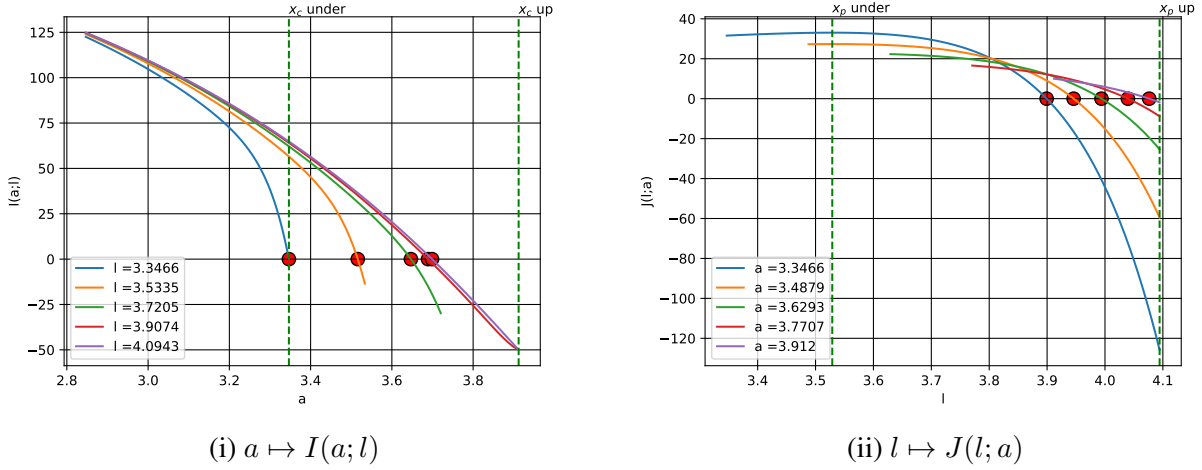 x_c under
x_c up
125
100
75
50
25
0
−25
−50
I(a;l)
l =3.3466
l =3.5335
l =3.7205
l =3.9074
l =4.0943
2.8 3.0 3.2 3.4 3.6 3.8
a
(i) a ↦ I(a; l)
x_p under
x_p up
40
20
0
−20
−40
−60
−80
−100
−120
J(l;a)
a =3.3466
a =3.4879
a =3.6293
a =3.7707
a =3.912
3.4 3.5 3.6 3.7 3.8 3.9 4.0 4.1
l
(ii) l ↦ J(l; a)